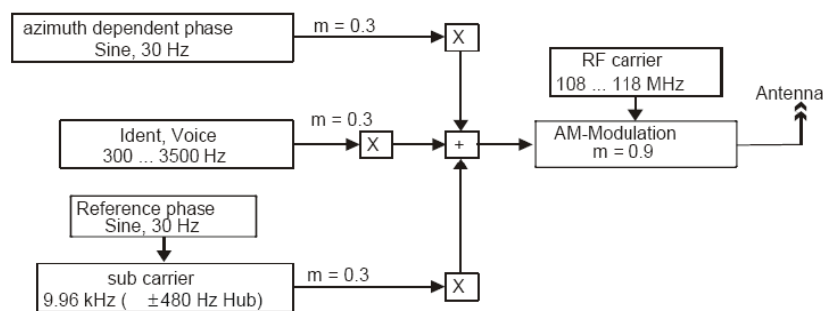 azimuth dependent phase
Sine, 30 Hz
m = 0.3
X
RF carrier
108 ... 118 MHz
Antenna
Ident, Voice
300 ... 3500 Hz
m = 0.3
X
+
AM-Modulation
m = 0.9
Reference phase
Sine, 30 Hz
sub carrier
9.96 kHz ( ±480 Hz Hub)
m = 0.3
X